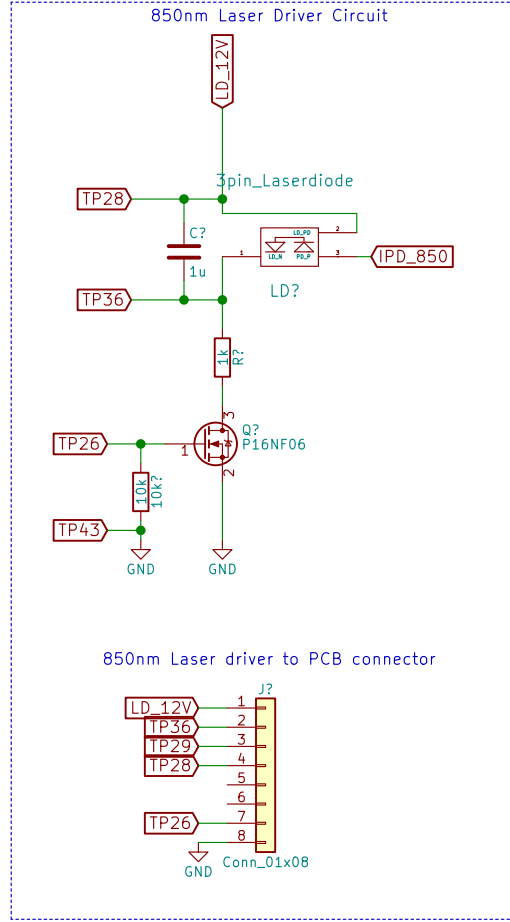 850nm Laser Driver Circuit
LD_12V
3pin_Laserdiode
TP28
C?
1u
LD_PD
2
1
LD_N
PD_P
3
IPD_850
LD?
TP36
1k
R?
3
Q?
P16NF06
TP26
1
2
10k
10k?
TP43
GND
GND
850nm Laser driver to PCB connector
J?
LD_12V 1
TP36 2
TP29 3
TP28 4
5
6
TP26 7
8
GND
Conn_01x08